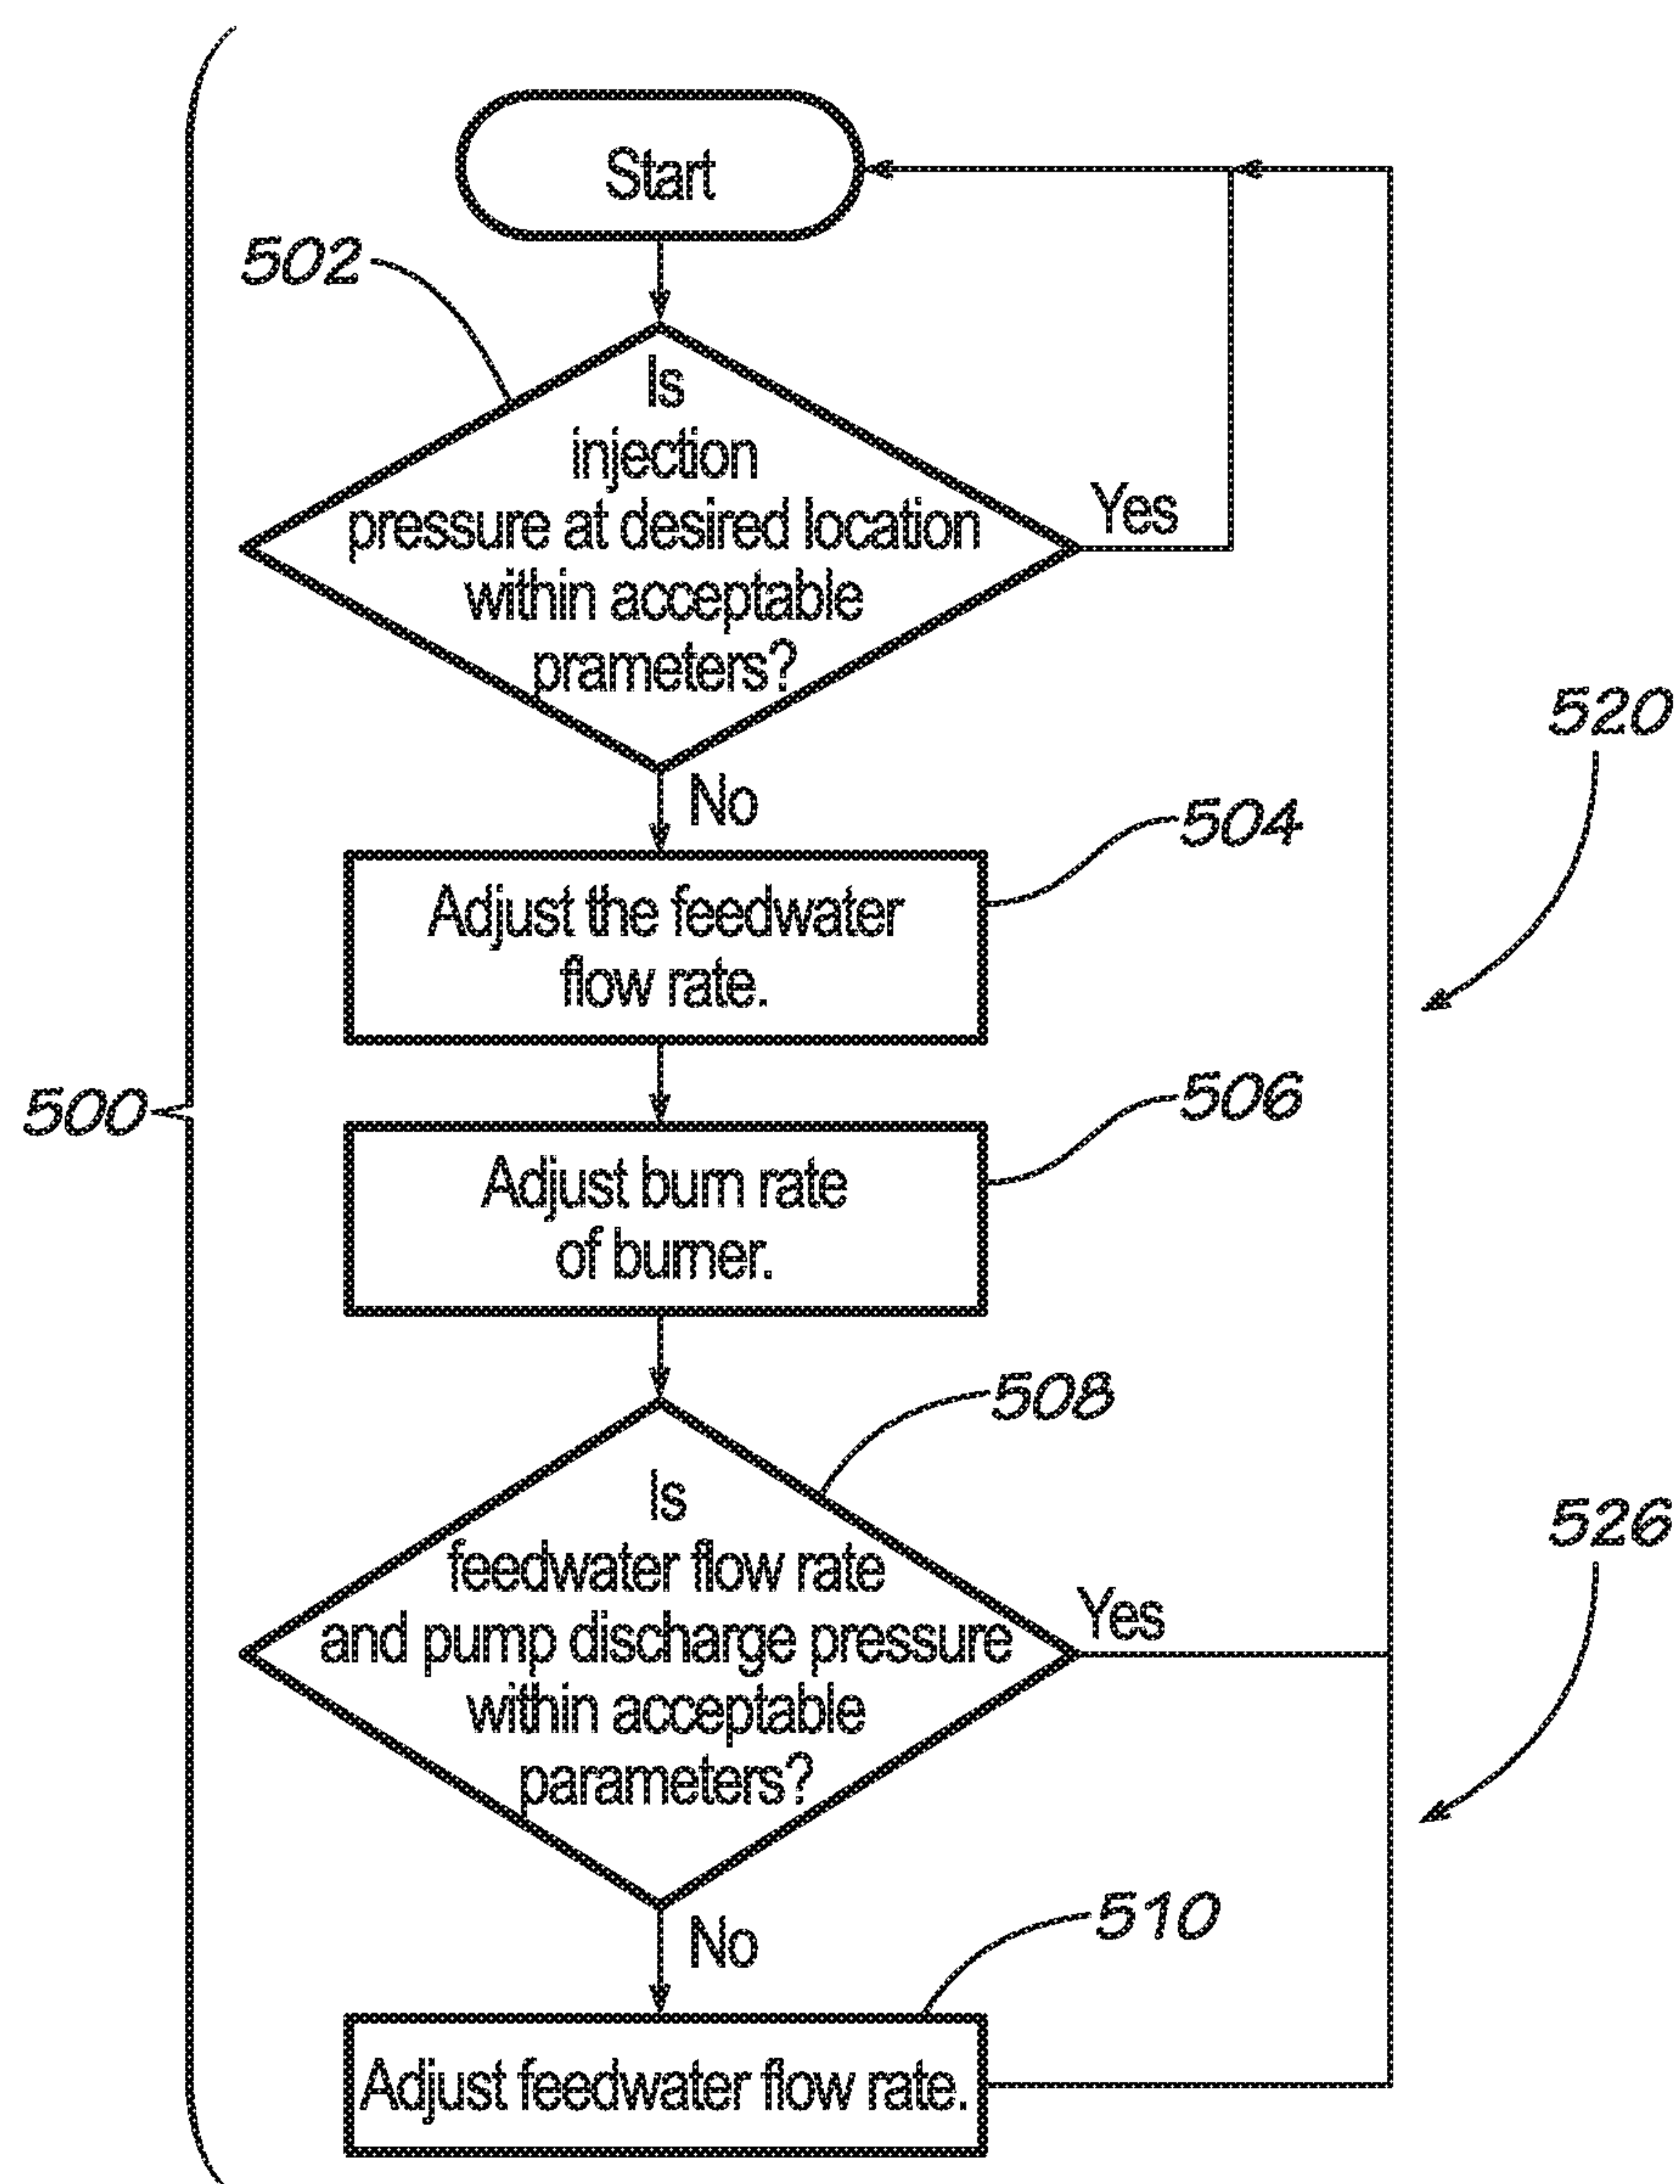 Start
502
Is
injection
pressure at desired location
within acceptable
prameters?
Yes
520
No
504
Adjust the feedwater
flow rate.
500
506
Adjust burn rate
of burner.
508
Is
feedwater flow rate
and pump discharge pressure
within acceptable
parameters?
Yes
526
No
510
Adjust feedwater flow rate.